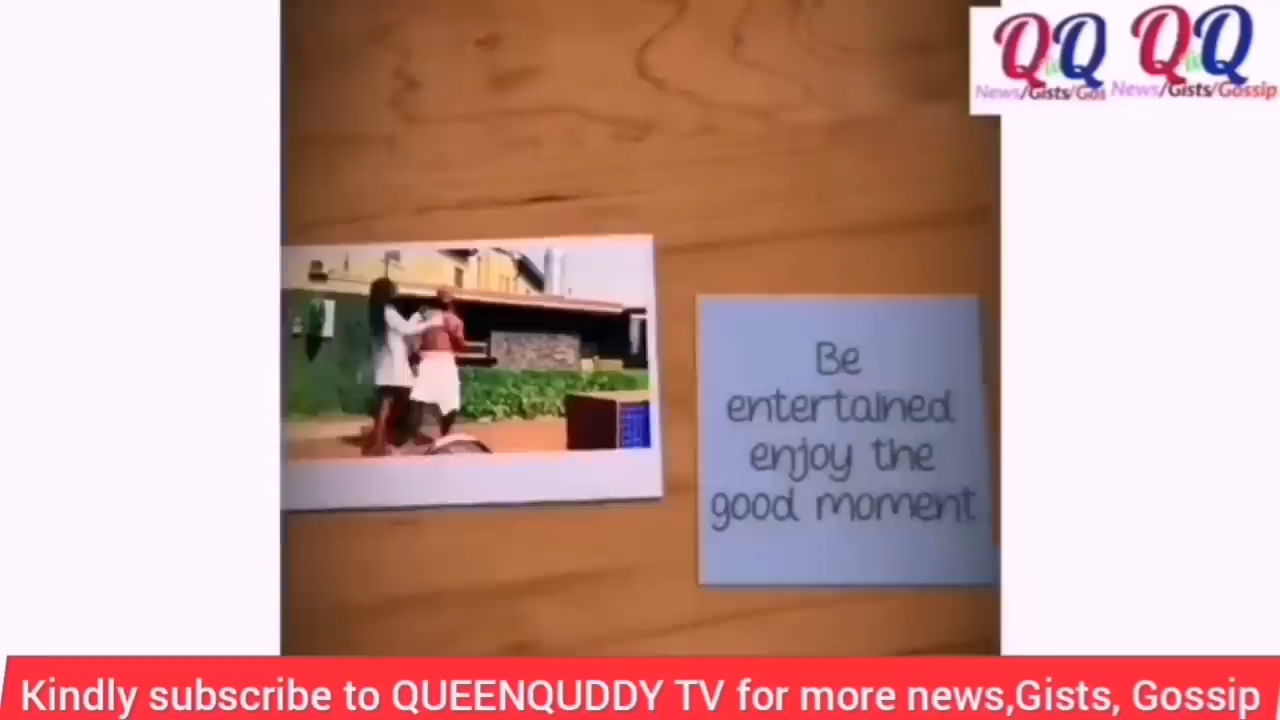 QQ QQ
News/Gists/Gos News/Gists/Gossip
Be
entertained
enjoy the
good moment
Kindly subscribe to QUEENQUDDY TV for more news,Gists, Gossip